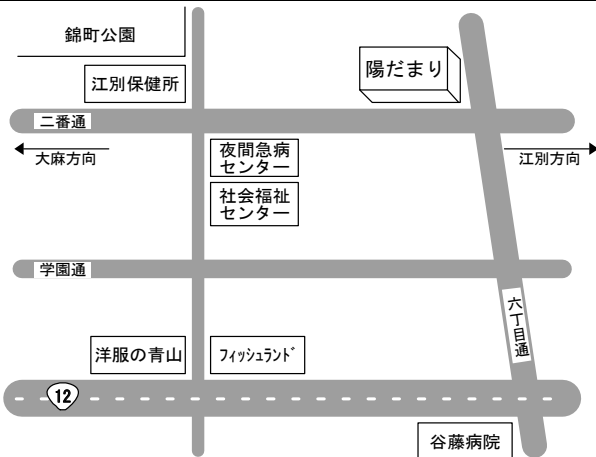 錦町公園
江別保健所
陽だまり
二番通
大麻方向
江別方向
夜間急病
センター
社会福祉
センター
学園通
六丁目通
洋服の青山
フィッシュランド
12
谷藤病院